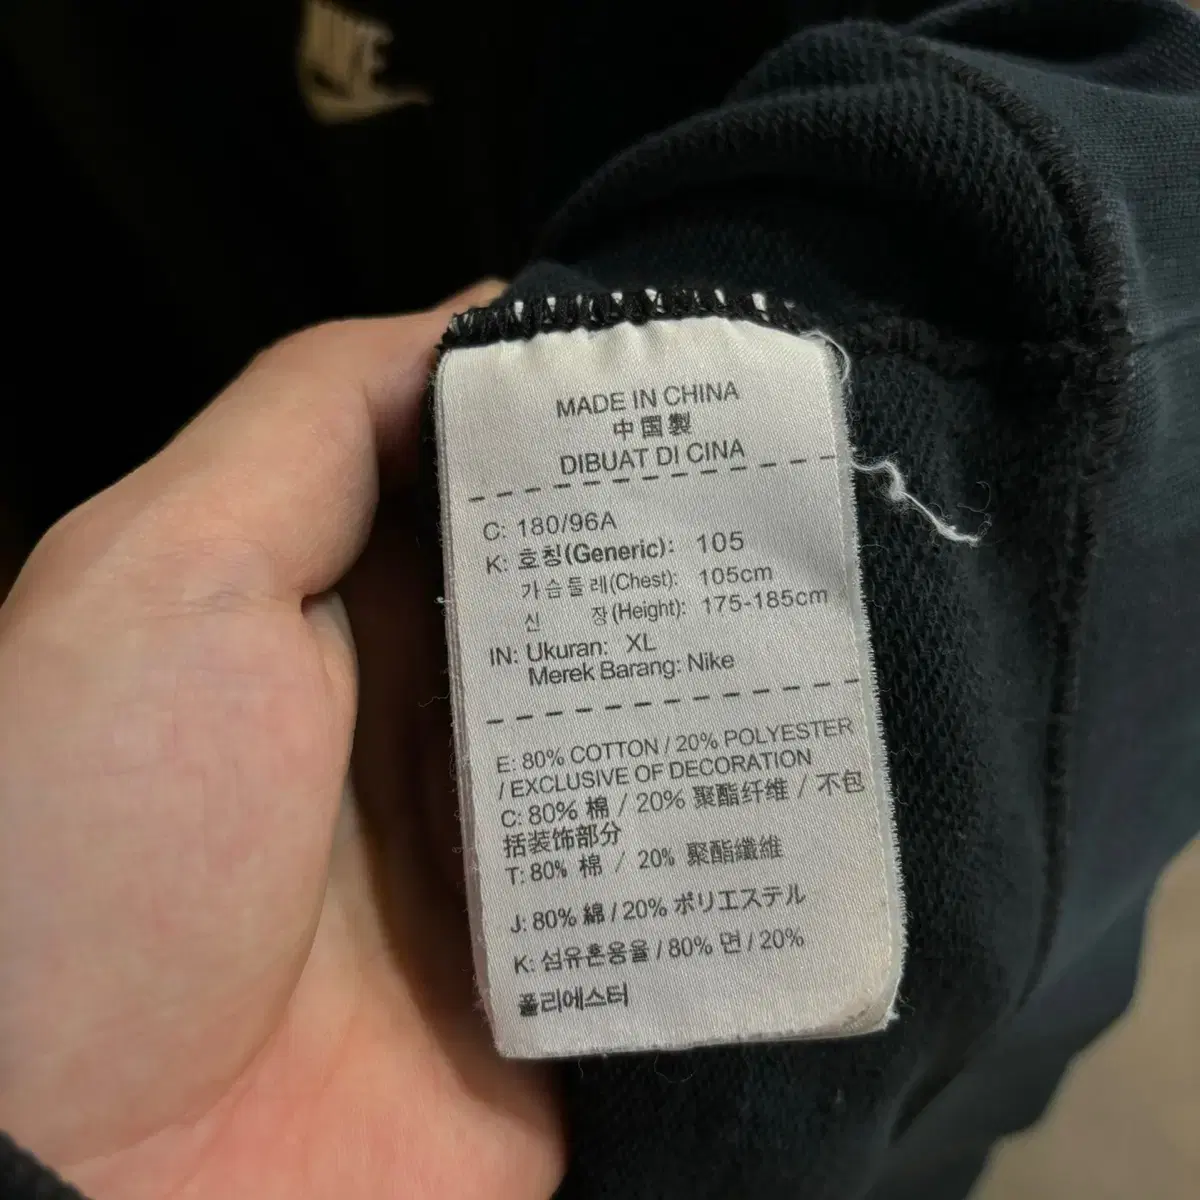 NIKE
MADE IN CHINA
中国製
DIBUAT DI CINA
C: 180/96A
K: 호칭(Generic): 105
가슴둘레(Chest): 105cm
신 장(Height): 175-185cm
IN: Ukuran: XL
Merek Barang: Nike
E: 80% COTTON / 20% POLYESTER
/ EXCLUSIVE OF DECORATION
C: 80% 棉 / 20% 聚酯纤维 / 不包
括装饰部分
T: 80% 棉 / 20% 聚酯纖維
J: 80% 綿 / 20% ポリエステル
K: 섬유혼용율 / 80% 면 / 20%
폴리에스터